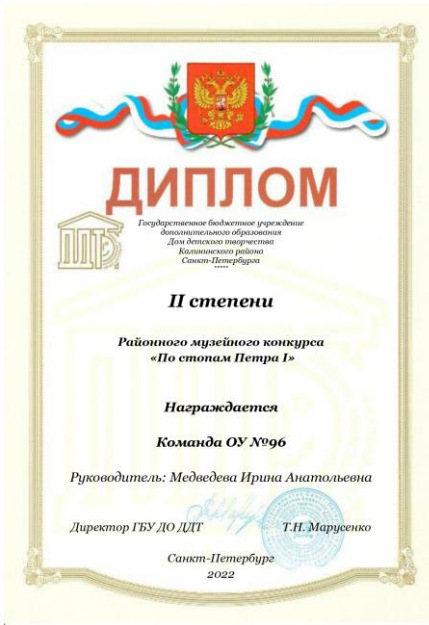 ДИПЛОМ
Государственное бюджетное учреждение
дополнительного образования
Дом детского творчества
Калининского района
Санкт-Петербурга
-----
II степени
Районного музейного конкурса
«По стопам Петра I»
Награждается
Команда ОУ №96
Руководитель: Медведева Ирина Анатольевна
Директор ГБУ ДО ДДТ Т.Н. Марусенко
Санкт-Петербург
2022